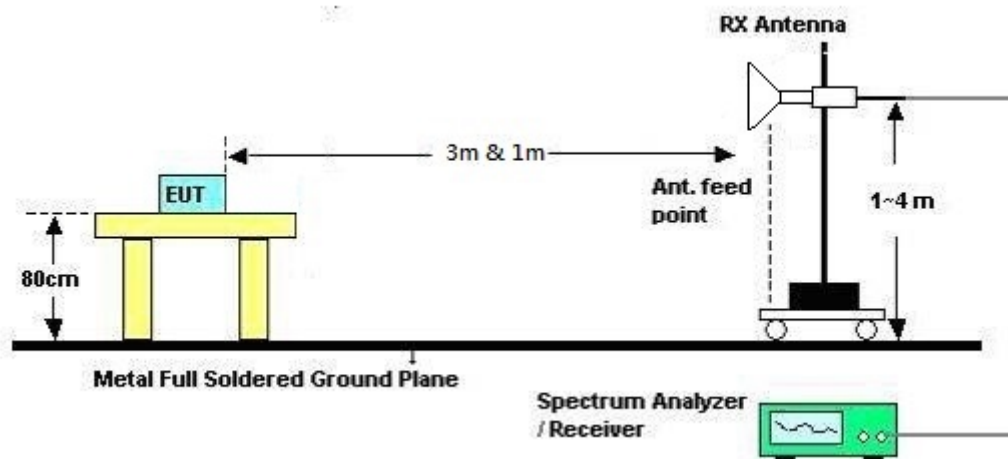 RX Antenna
3m & 1m
EUT
Ant. feed
point
1~4 m
80cm
Metal Full Soldered Ground Plane
Spectrum Analyzer
/ Receiver